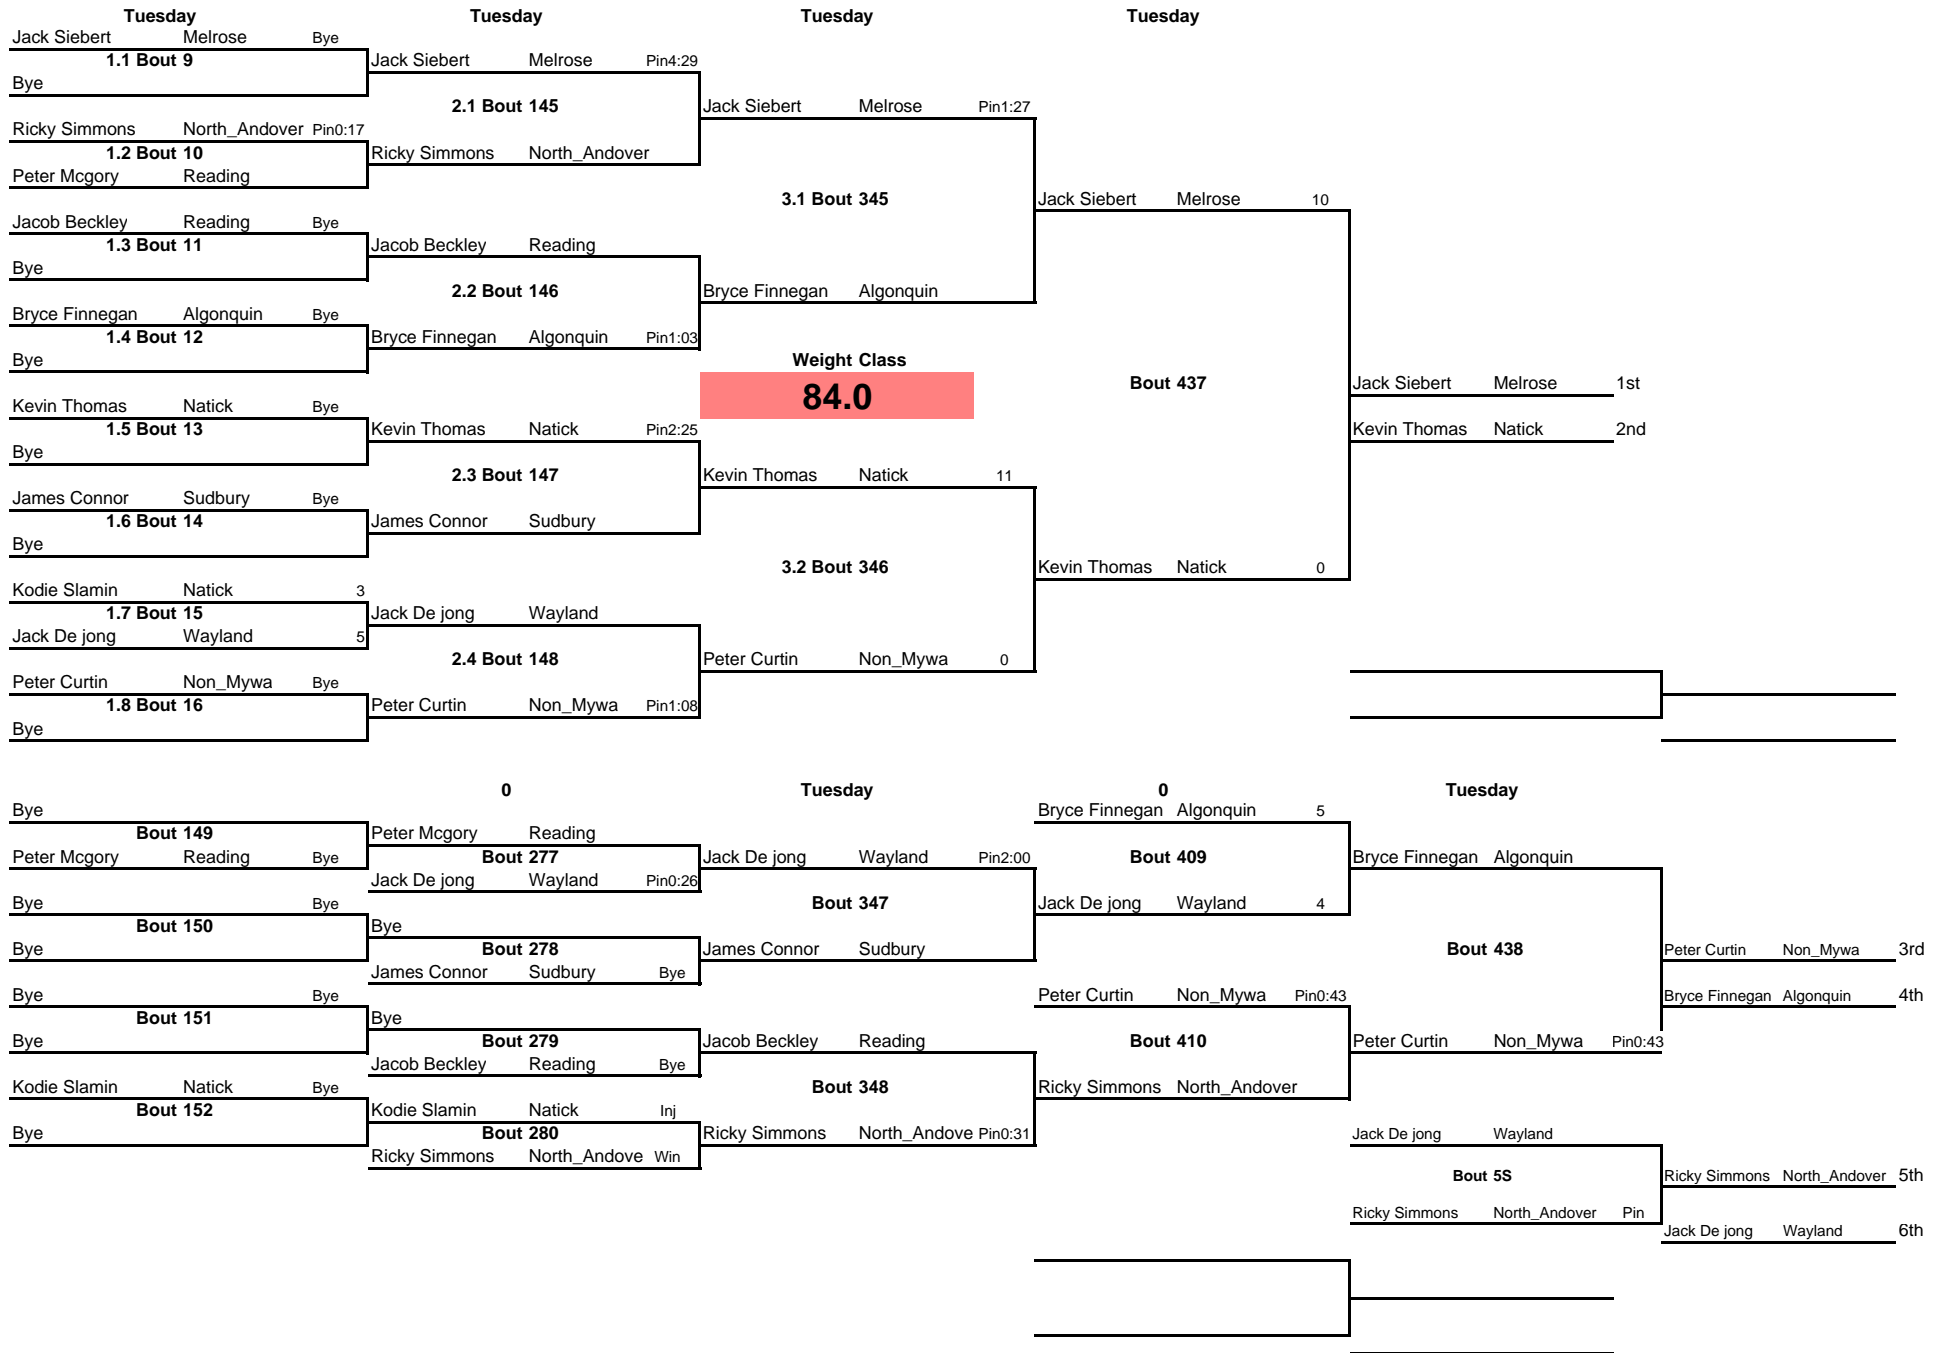 Tuesday Tuesday Tuesday Tuesday
Jack Siebert Melrose Bye
1.1 Bout 9 Jack Siebert Melrose Pin4:29
Bye
2.1 Bout 145 Jack Siebert Melrose Pin1:27
Ricky Simmons North_Andover Pin0:17
1.2 Bout 10 Ricky Simmons North_Andover
Peter Mcgory Reading
3.1 Bout 345 Jack Siebert Melrose 10
Jacob Beckley Reading Bye
1.3 Bout 11 Jacob Beckley Reading
Bye
2.2 Bout 146 Bryce Finnegan Algonquin
Bryce Finnegan Algonquin Bye
1.4 Bout 12 Bryce Finnegan Algonquin Pin1:03
Bye Weight Class
Bout 437 Jack Siebert Melrose 1st
84.0
Kevin Thomas Natick Bye
1.5 Bout 13 Kevin Thomas Natick Pin2:25 Kevin Thomas Natick 2nd
Bye
2.3 Bout 147 Kevin Thomas Natick 11
James Connor Sudbury Bye
1.6 Bout 14 James Connor Sudbury
Bye
3.2 Bout 346 Kevin Thomas Natick 0
Kodie Slamin Natick 3
1.7 Bout 15 Jack De jong Wayland
Jack De jong Wayland 5
2.4 Bout 148 Peter Curtin Non_Mywa 0
Peter Curtin Non_Mywa Bye
1.8 Bout 16 Peter Curtin Non_Mywa Pin1:08
Bye
0 Tuesday 0 Tuesday
Bye Bryce Finnegan Algonquin 5
Bout 149 Peter Mcgory Reading
Peter Mcgory Reading Bye Bout 277 Jack De jong Wayland Pin2:00 Bout 409 Bryce Finnegan Algonquin
Jack De jong Wayland Pin0:26
Bye Bye Bout 347 Jack De jong Wayland 4
Bout 150 Bye
Bye Bout 278 James Connor Sudbury Bout 438 Peter Curtin Non_Mywa 3rd
James Connor Sudbury Bye
Bye Bye Peter Curtin Non_Mywa Pin0:43 Bryce Finnegan Algonquin 4th
Bout 151 Bye
Bye Bout 279 Jacob Beckley Reading Bout 410 Peter Curtin Non_Mywa Pin0:43
Jacob Beckley Reading Bye
Kodie Slamin Natick Bye Bout 348 Ricky Simmons North_Andover
Bout 152 Kodie Slamin Natick Inj
Bye Bout 280 Ricky Simmons North_Andove Pin0:31 Jack De jong Wayland
Ricky Simmons North_Andove Win
Bout 5S Ricky Simmons North_Andover 5th
Ricky Simmons North_Andover Pin
Jack De jong Wayland 6th